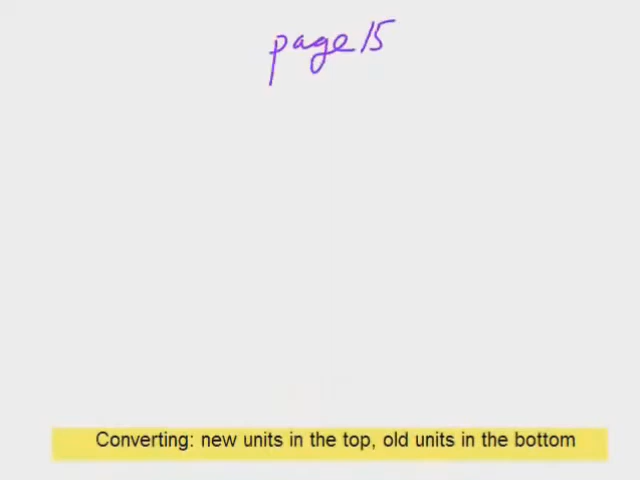 page 15
Converting: new units in the top, old units in the bottom